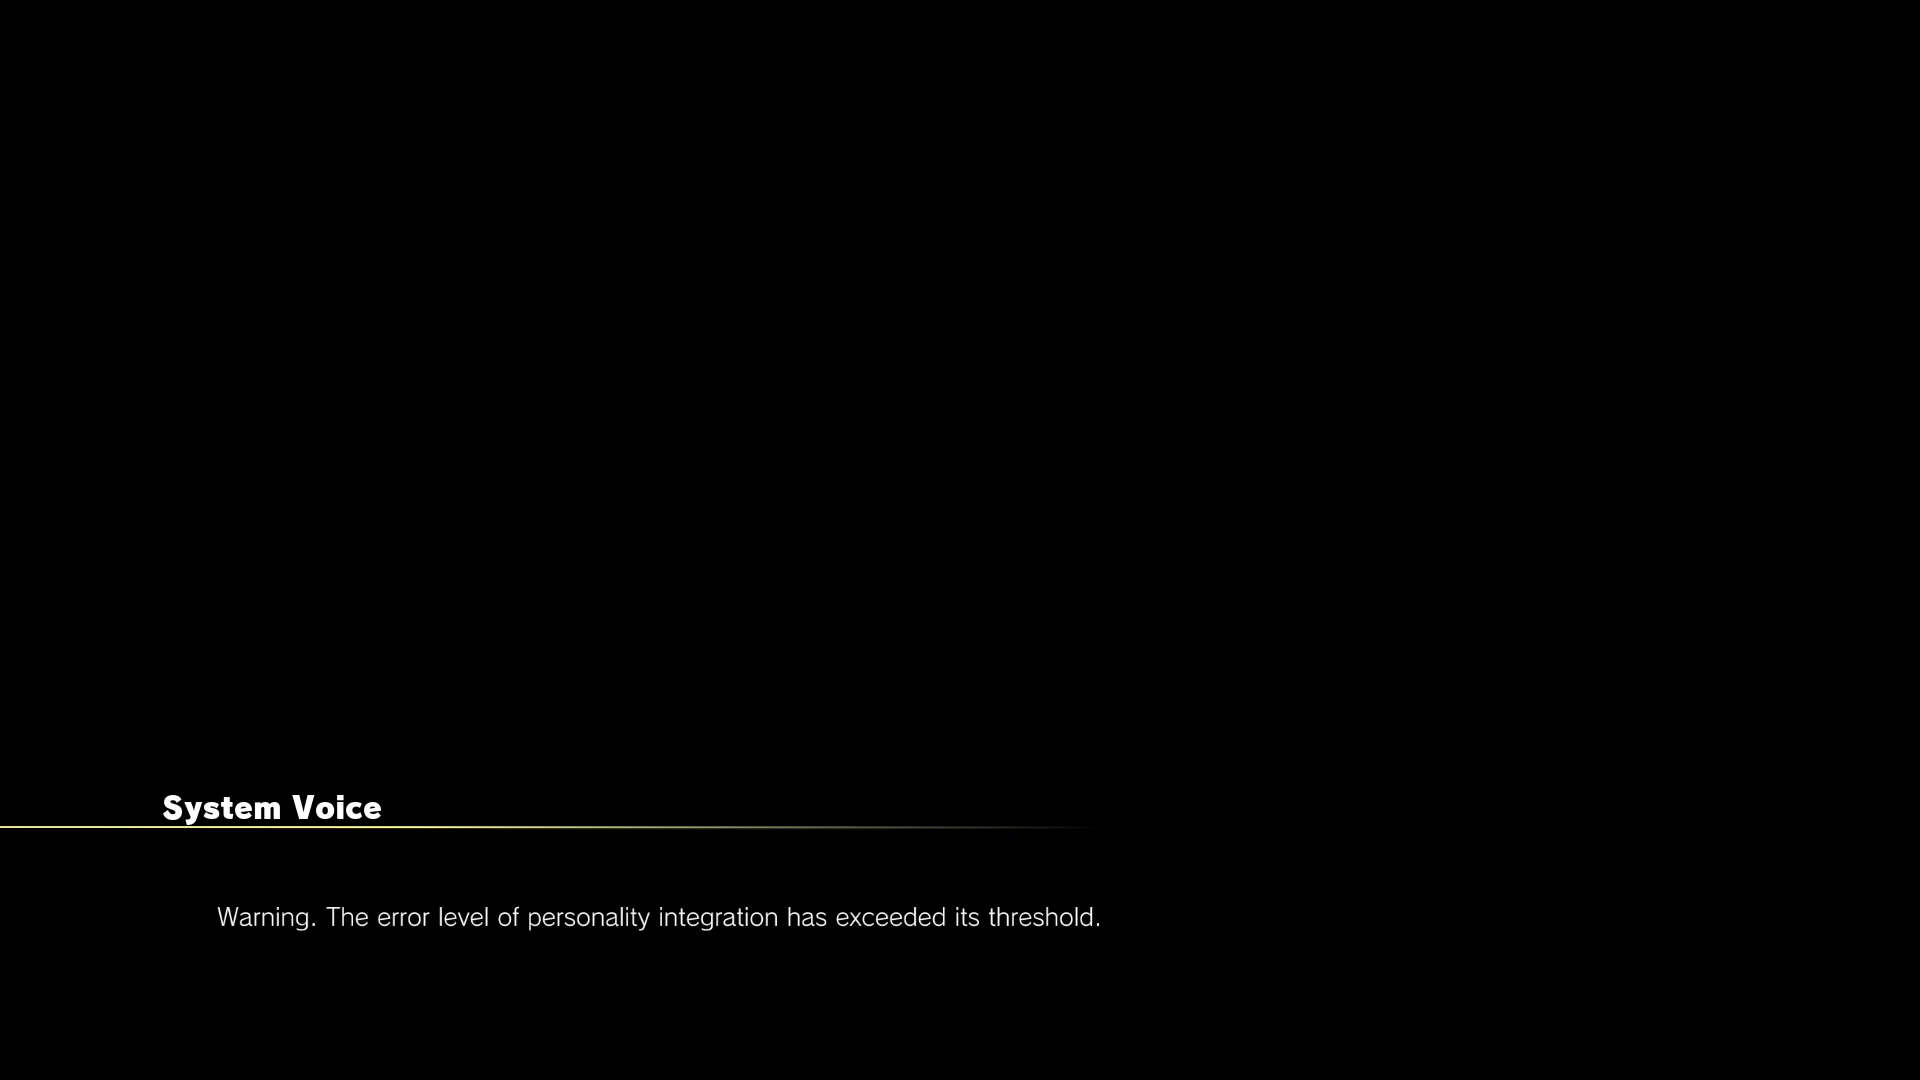 System Voice
Warning. The error level of personality integration has exceeded its threshold.